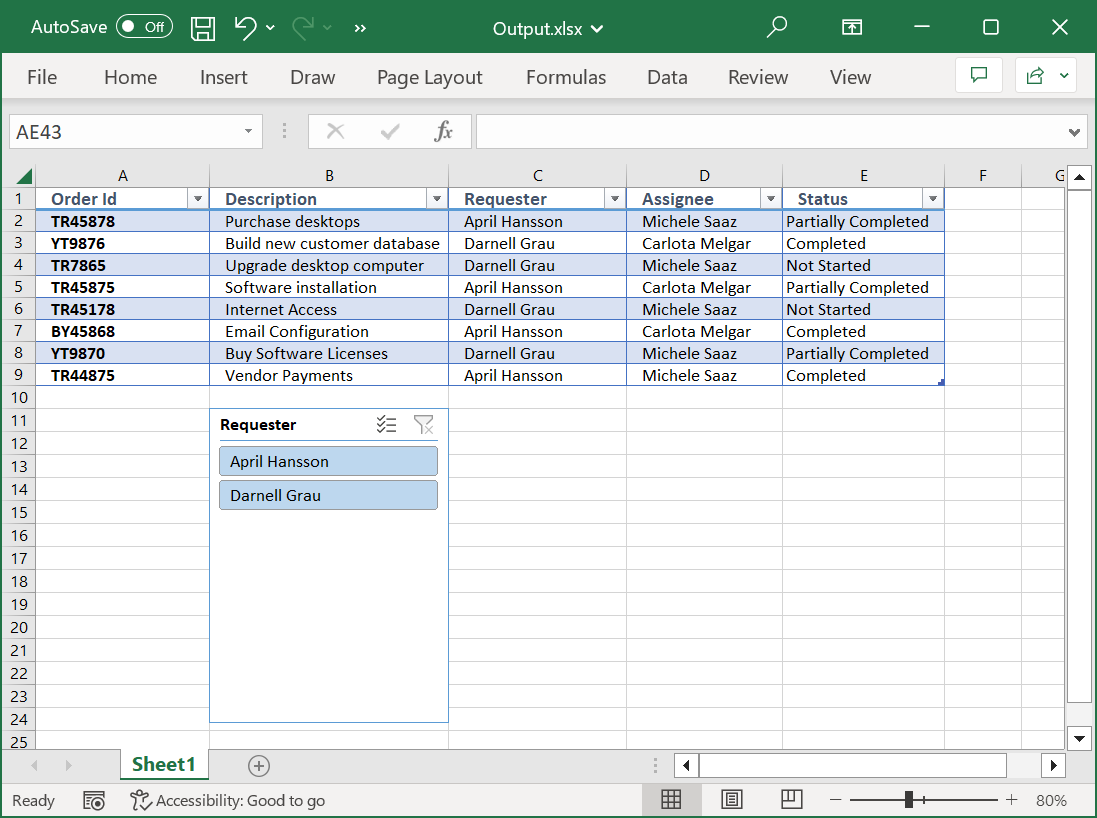 AutoSave Off Output.xlsx
File Home Insert Draw Page Layout Formulas Data Review View
AE43 fx
A B C D E F G
1 Order Id Description Requester Assignee Status
2 TR45878 Purchase desktops April Hansson Michele Saaz Partially Completed
3 YT9876 Build new customer database Darnell Grau Carlota Melgar Completed
4 TR7865 Upgrade desktop computer Darnell Grau Michele Saaz Not Started
5 TR45875 Software installation April Hansson Carlota Melgar Partially Completed
6 TR45178 Internet Access Darnell Grau Michele Saaz Not Started
7 BY45868 Email Configuration April Hansson Carlota Melgar Completed
8 YT9870 Buy Software Licenses Darnell Grau Michele Saaz Partially Completed
9 TR44875 Vendor Payments April Hansson Michele Saaz Completed
10
11 Requester
12
13 April Hansson
14 Darnell Grau
15
16
17
18
19
20
21
22
23
24
25
Sheet1
Ready Accessibility: Good to go 80%